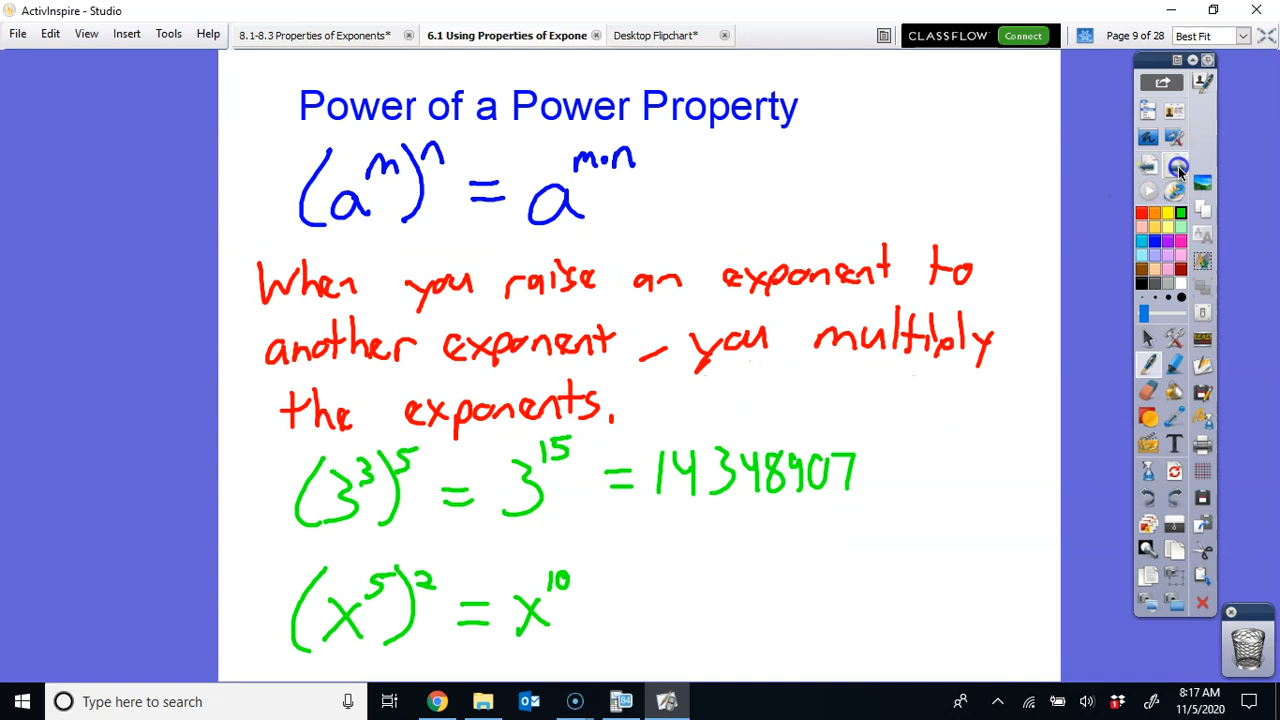 ActivInspire - Studio
File Edit View Insert Tools Help
8.1-8.3 Properties of Exponents*
6.1 Using Properties of Expone
Desktop Flipchart*
CLASSFLOW Connect
Page 9 of 28
Best Fit
Power of a Power Property
(a^m)^n = a^{m·n}
When you raise an exponent to
another exponent, you multiply
the exponents.
(3^3)^5 = 3^15 = 14348907
(x^5)^2 = x^10
Type here to search
8:17 AM
11/5/2020